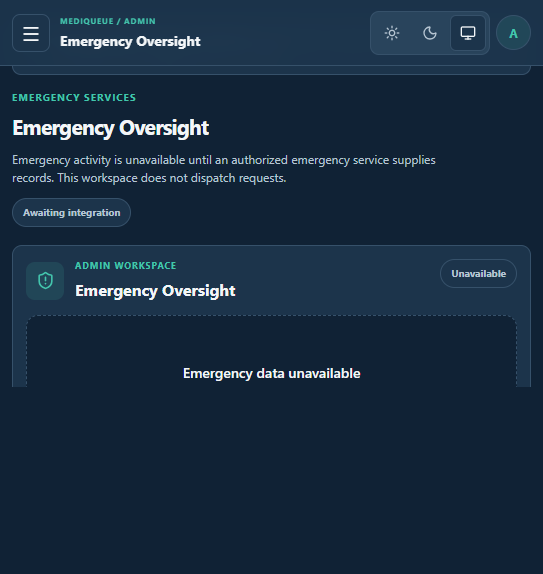 MEDIQUEUE / ADMIN
Emergency Oversight
A
EMERGENCY SERVICES
Emergency Oversight
Emergency activity is unavailable until an authorized emergency service supplies
records. This workspace does not dispatch requests.
Awaiting integration
ADMIN WORKSPACE
Emergency Oversight
Unavailable
Emergency data unavailable